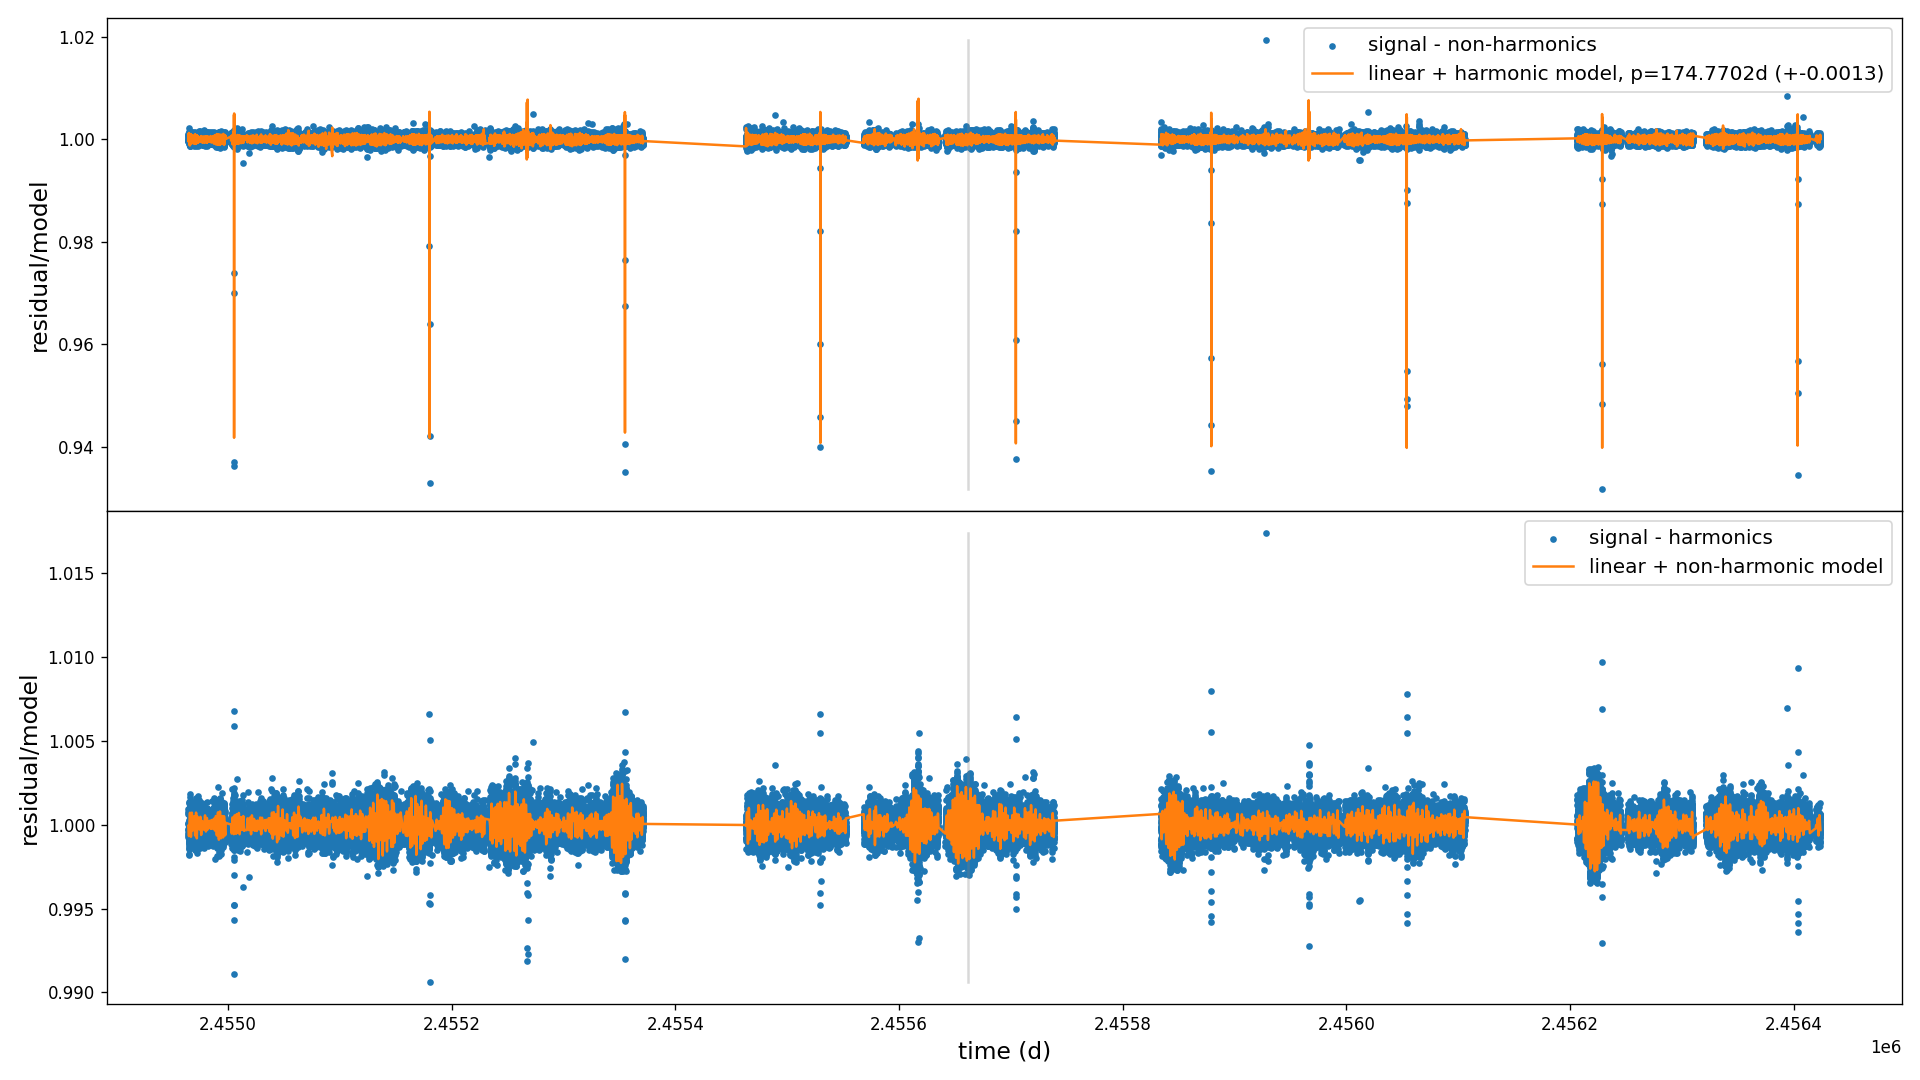 1.02
1.00
0.98
0.96
0.94
residual/model
signal - non-harmonics
linear + harmonic model, p=174.7702d (+-0.0013)
1.015
1.010
1.005
1.000
0.995
0.990
residual/model
signal - harmonics
linear + non-harmonic model
2.4550 2.4552 2.4554 2.4556 2.4558 2.4560 2.4562 2.4564
1e6
time (d)